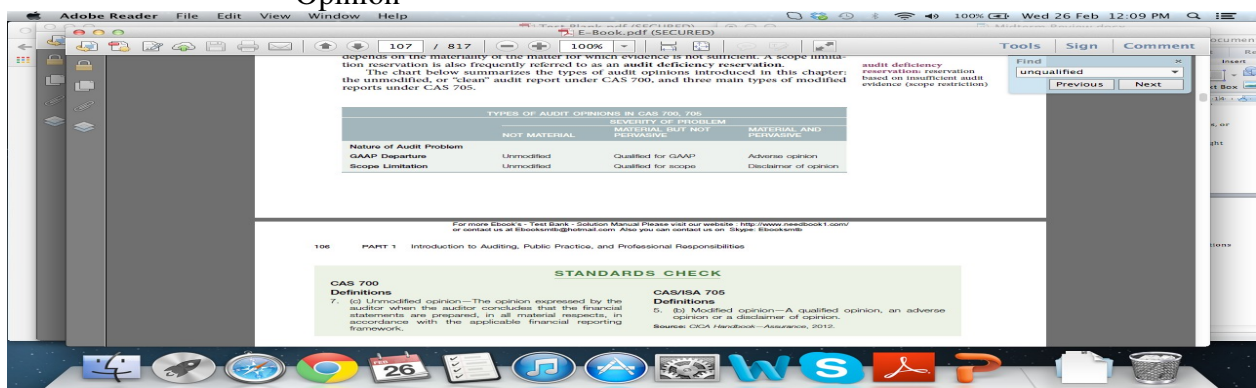 Opinion
Adobe Reader File Edit View Window Help 100% Wed 26 Feb 12:09 PM
E-Book.pdf (SECURED)
107 / 817 100% Tools Sign Comment
depends on the materiality of the matter for which evidence is not sufficient. A scope limita-
tion reservation is also frequently referred to as an audit deficiency reservation.
The chart below summarizes the types of audit opinions introduced in this chapter:
the unmodified, or "clean" audit report under CAS 700, and three main types of modified
reports under CAS 705.
audit deficiency
reservation: reservation
based on insufficient audit
evidence (scope restriction)
Find
unqualified
Previous Next
TYPES OF AUDIT OPINIONS IN CAS 700, 705
SEVERITY OF PROBLEM
NOT MATERIAL MATERIAL BUT NOT PERVASIVE MATERIAL AND PERVASIVE
Nature of Audit Problem
GAAP Departure Unmodified Qualified for GAAP Adverse opinion
Scope Limitation Unmodified Qualified for scope Disclaimer of opinion
For more Ebook's - Test Bank - Solution Manual Please visit our website : http://www.needbook1.com/
or contact us at Ebooksmtb@hotmail.com Also you can contact us on Skype: Ebooksmtb
106 PART 1 Introduction to Auditing, Public Practice, and Professional Responsibilities
STANDARDS CHECK
CAS 700
Definitions
7. (c) Unmodified opinion—The opinion expressed by the
auditor when the auditor concludes that the financial
statements are prepared, in all material respects, in
accordance with the applicable financial reporting
framework.
CAS/ISA 705
Definitions
5. (b) Modified opinion—A qualified opinion, an adverse
opinion or a disclaimer of opinion.
Source: CICA Handbook—Assurance, 2012.
FEB
26